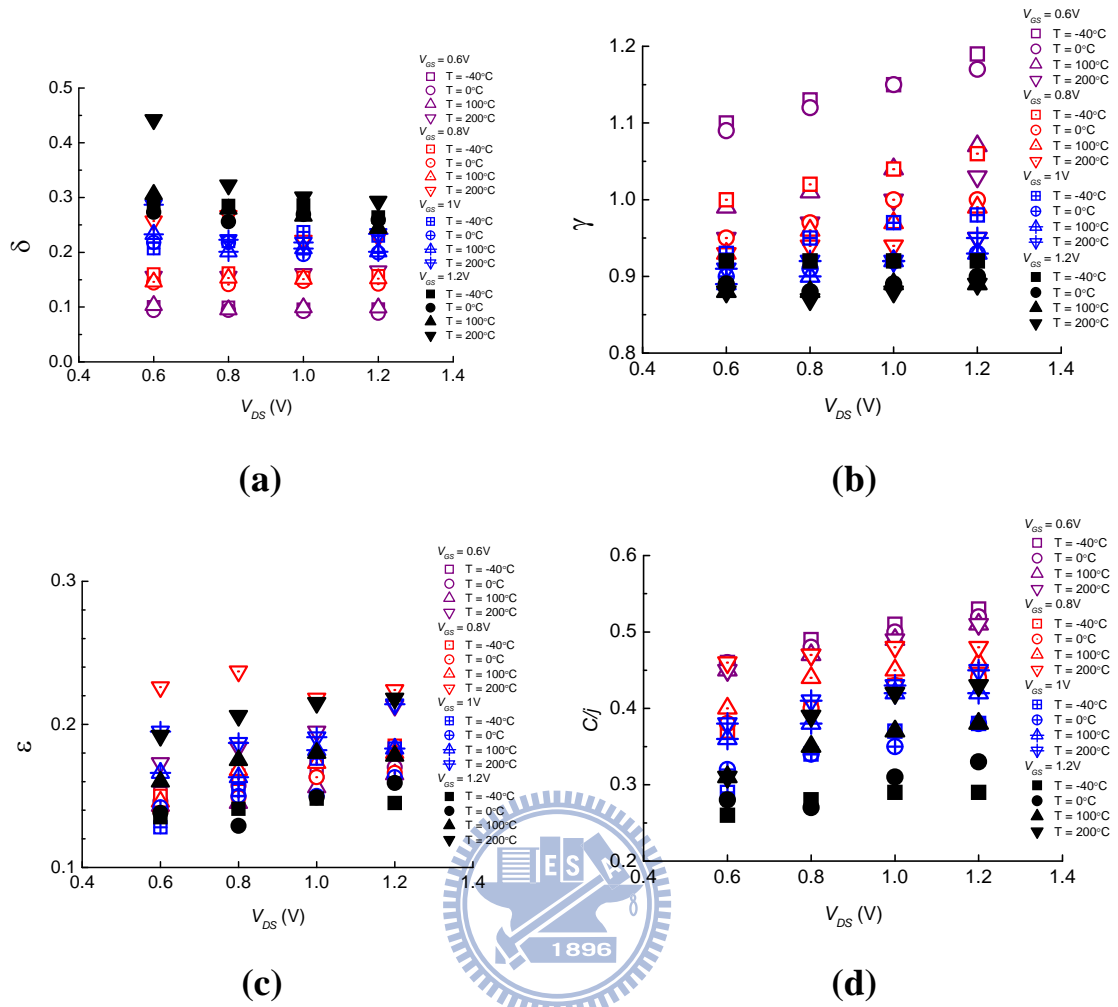 V_GS = 0.6V
T = -40°C
T = 0°C
T = 100°C
T = 200°C
V_GS = 0.8V
T = -40°C
T = 0°C
T = 100°C
T = 200°C
V_GS = 1V
T = -40°C
T = 0°C
T = 100°C
T = 200°C
V_GS = 1.2V
T = -40°C
T = 0°C
T = 100°C
T = 200°C
0.5
0.4
0.3
0.2
0.1
0.0
δ
0.4 0.6 0.8 1.0 1.2 1.4
V_DS (V)
(a)
V_GS = 0.6V
T = -40°C
T = 0°C
T = 100°C
T = 200°C
V_GS = 0.8V
T = -40°C
T = 0°C
T = 100°C
T = 200°C
V_GS = 1V
T = -40°C
T = 0°C
T = 100°C
T = 200°C
V_GS = 1.2V
T = -40°C
T = 0°C
T = 100°C
T = 200°C
1.2
1.1
1.0
0.9
0.8
γ
0.4 0.6 0.8 1.0 1.2 1.4
V_DS (V)
(b)
V_GS = 0.6V
T = -40°C
T = 0°C
T = 100°C
T = 200°C
V_GS = 0.8V
T = -40°C
T = 0°C
T = 100°C
T = 200°C
V_GS = 1V
T = -40°C
T = 0°C
T = 100°C
T = 200°C
V_GS = 1.2V
T = -40°C
T = 0°C
T = 100°C
T = 200°C
0.3
0.2
0.1
ε
0.4 0.6 0.8 1.0 1.2 1.4
V_DS (V)
(c)
V_GS = 0.6V
T = -40°C
T = 0°C
T = 100°C
T = 200°C
V_GS = 0.8V
T = -40°C
T = 0°C
T = 100°C
T = 200°C
V_GS = 1V
T = -40°C
T = 0°C
T = 100°C
T = 200°C
V_GS = 1.2V
T = -40°C
T = 0°C
T = 100°C
T = 200°C
0.6
0.5
0.4
0.3
0.2
C/j
0.4 0.6 0.8 1.0 1.2 1.4
V_DS (V)
(d)
E S A
1896